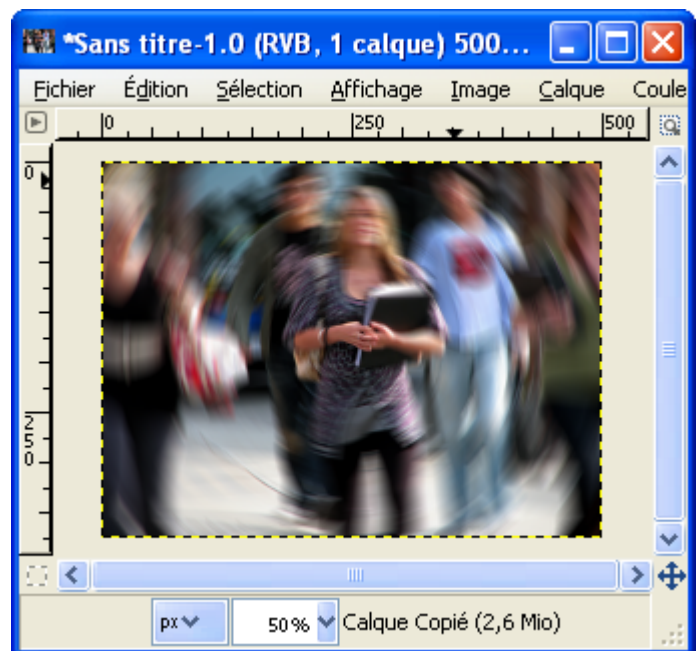 *Sans titre-1.0 (RVB, 1 calque) 500...
Fichier Édition Sélection Affichage Image Calque Coule
0 250 500
0
250
px 50 % Calque Copié (2,6 Mio)